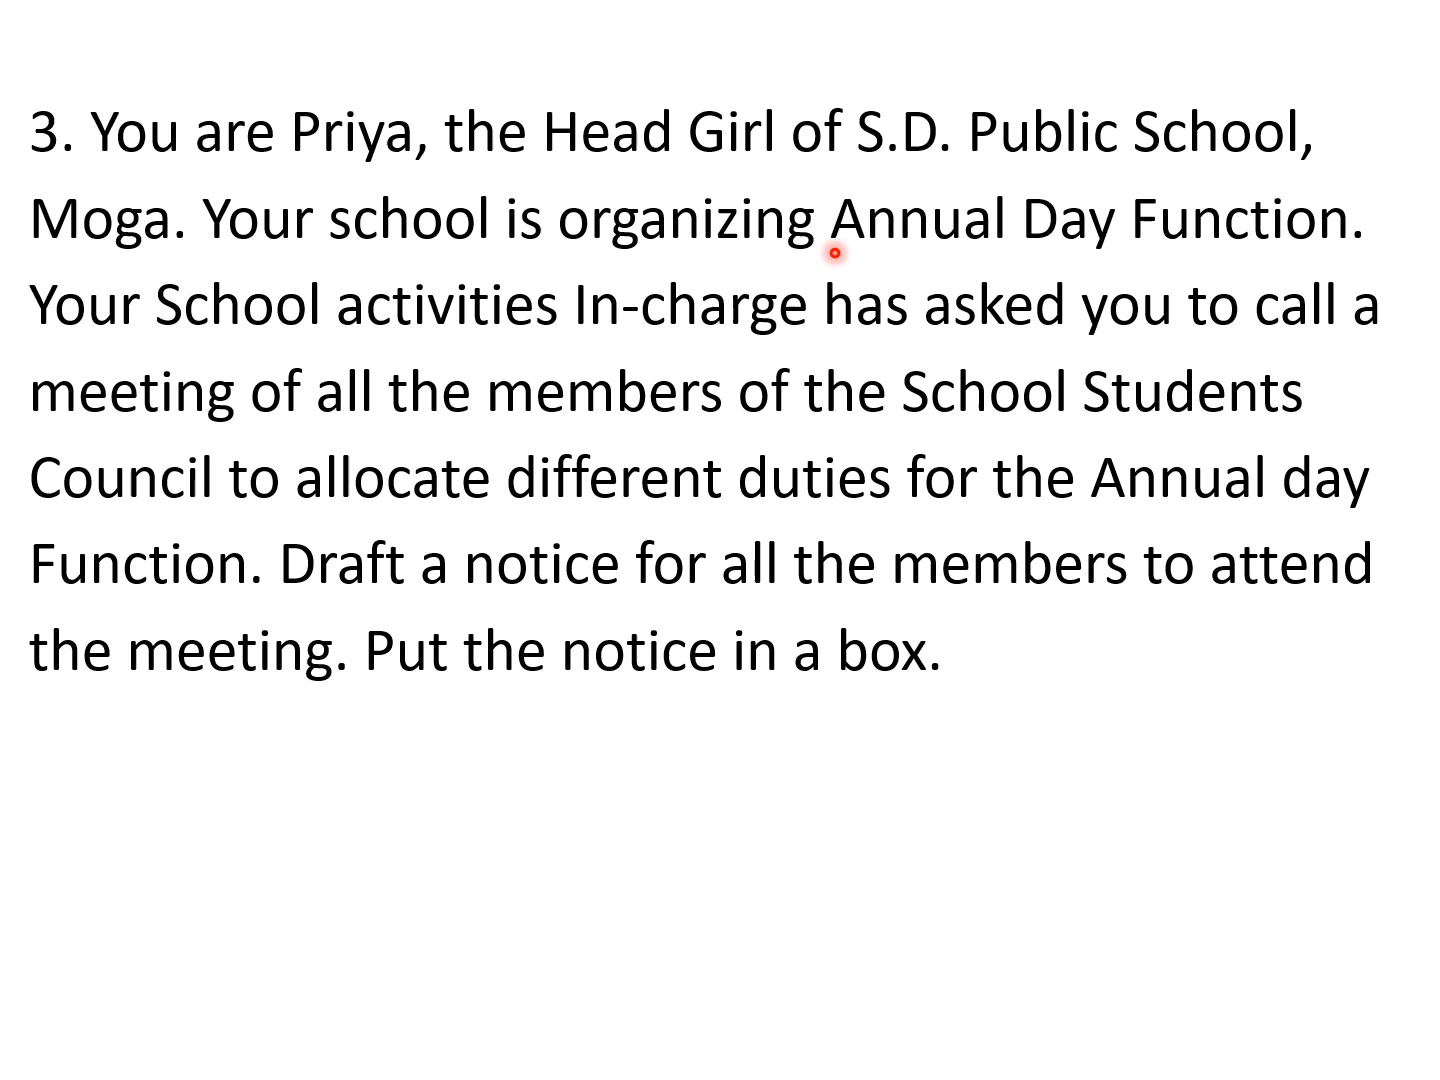 3. You are Priya, the Head Girl of S.D. Public School,
Moga. Your school is organizing Annual Day Function.
Your School activities In-charge has asked you to call a
meeting of all the members of the School Students
Council to allocate different duties for the Annual day
Function. Draft a notice for all the members to attend
the meeting. Put the notice in a box.